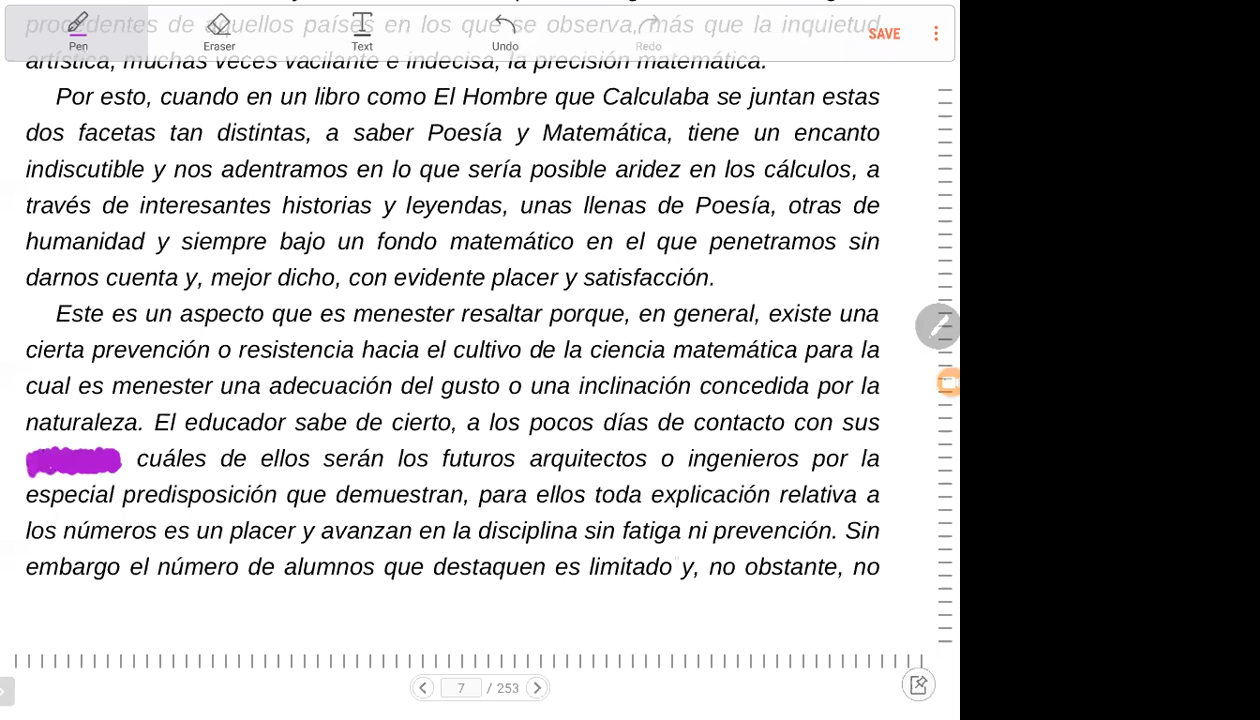 procedentes de aquellos países en los que se observa, más que la inquietud
Pen
Eraser
Text
Undo
Redo
SAVE
artística, muchas veces vacilante e indecisa, la precisión matemática.
Por esto, cuando en un libro como El Hombre que Calculaba se juntan estas
dos facetas tan distintas, a saber Poesía y Matemática, tiene un encanto
indiscutible y nos adentramos en lo que sería posible aridez en los cálculos, a
través de interesantes historias y leyendas, unas llenas de Poesía, otras de
humanidad y siempre bajo un fondo matemático en el que penetramos sin
darnos cuenta y, mejor dicho, con evidente placer y satisfacción.
Este es un aspecto que es menester resaltar porque, en general, existe una
cierta prevención o resistencia hacia el cultivo de la ciencia matemática para la
cual es menester una adecuación del gusto o una inclinación concedida por la
naturaleza. El educador sabe de cierto, a los pocos días de contacto con sus
cuáles de ellos serán los futuros arquitectos o ingenieros por la
especial predisposición que demuestran, para ellos toda explicación relativa a
los números es un placer y avanzan en la disciplina sin fatiga ni prevención. Sin
embargo el número de alumnos que destaquen es limitado y, no obstante, no
7 / 253